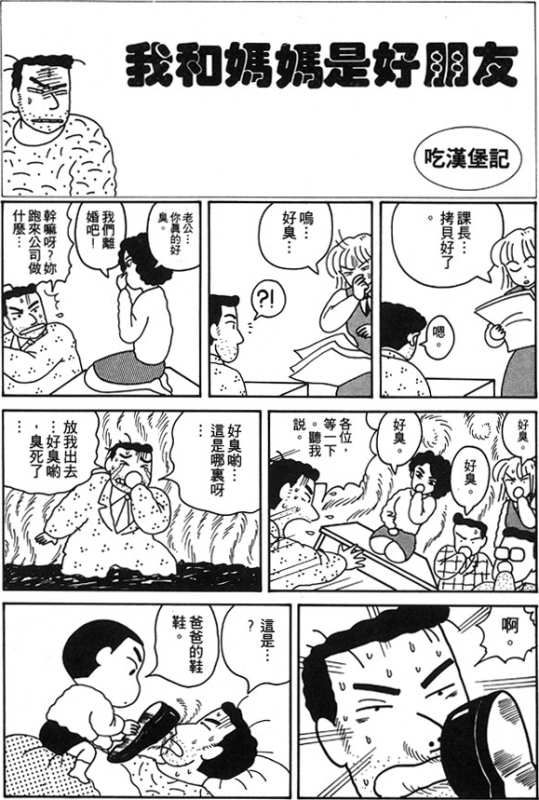 我和媽媽是好朋友
吃漢堡記
課長…
拷貝好了
。
嗯。
嗚…
好臭…
?!
老公…
你真的好
臭。
我們離
婚吧！
幹嘛呀？妳
跑來公司做
什麼…
好臭。
好臭。
好臭。
各位，
等一下
。聽我
說。
好臭喲…
…這是哪裏呀
放我出去
…好臭喲
，臭死了
…
啊。
這是…
？
爸爸的
鞋。